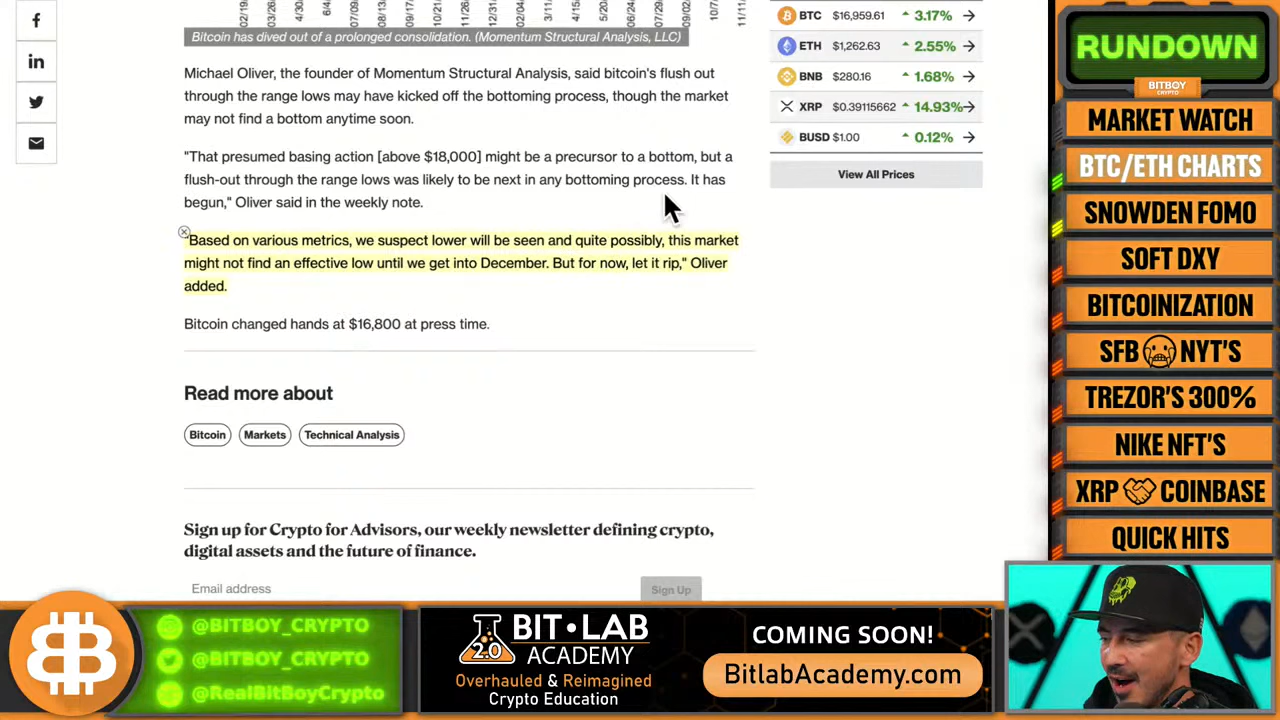 Bitcoin has dived out of a prolonged consolidation. (Momentum Structural Analysis, LLC)
Michael Oliver, the founder of Momentum Structural Analysis, said bitcoin's flush out
through the range lows may have kicked off the bottoming process, though the market
may not find a bottom anytime soon.
"That presumed basing action [above $18,000] might be a precursor to a bottom, but a
flush-out through the range lows was likely to be next in any bottoming process. It has
begun," Oliver said in the weekly note.
"Based on various metrics, we suspect lower will be seen and quite possibly, this market
might not find an effective low until we get into December. But for now, let it rip," Oliver
added.
Bitcoin changed hands at $16,800 at press time.
Read more about
Bitcoin Markets Technical Analysis
Sign up for Crypto for Advisors, our weekly newsletter defining crypto,
digital assets and the future of finance.
Email address Sign Up
BTC $16,959.61 3.17%
ETH $1,262.63 2.55%
BNB $280.16 1.68%
XRP $0.39115662 14.93%
BUSD $1.00 0.12%
View All Prices
RUNDOWN
BITBOY
CRYPTO
MARKET WATCH
BTC/ETH CHARTS
SNOWDEN FOMO
SOFT DXY
BITCOINIZATION
SFB 🥶 NYT'S
TREZOR'S 300%
NIKE NFT'S
XRP 🤝 COINBASE
QUICK HITS
@BITBOY_CRYPTO
@BITBOY_CRYPTO
@RealBitBoyCrypto
2.0 BIT•LAB
ACADEMY
Overhauled & Reimagined
Crypto Education
COMING SOON!
BitlabAcademy.com